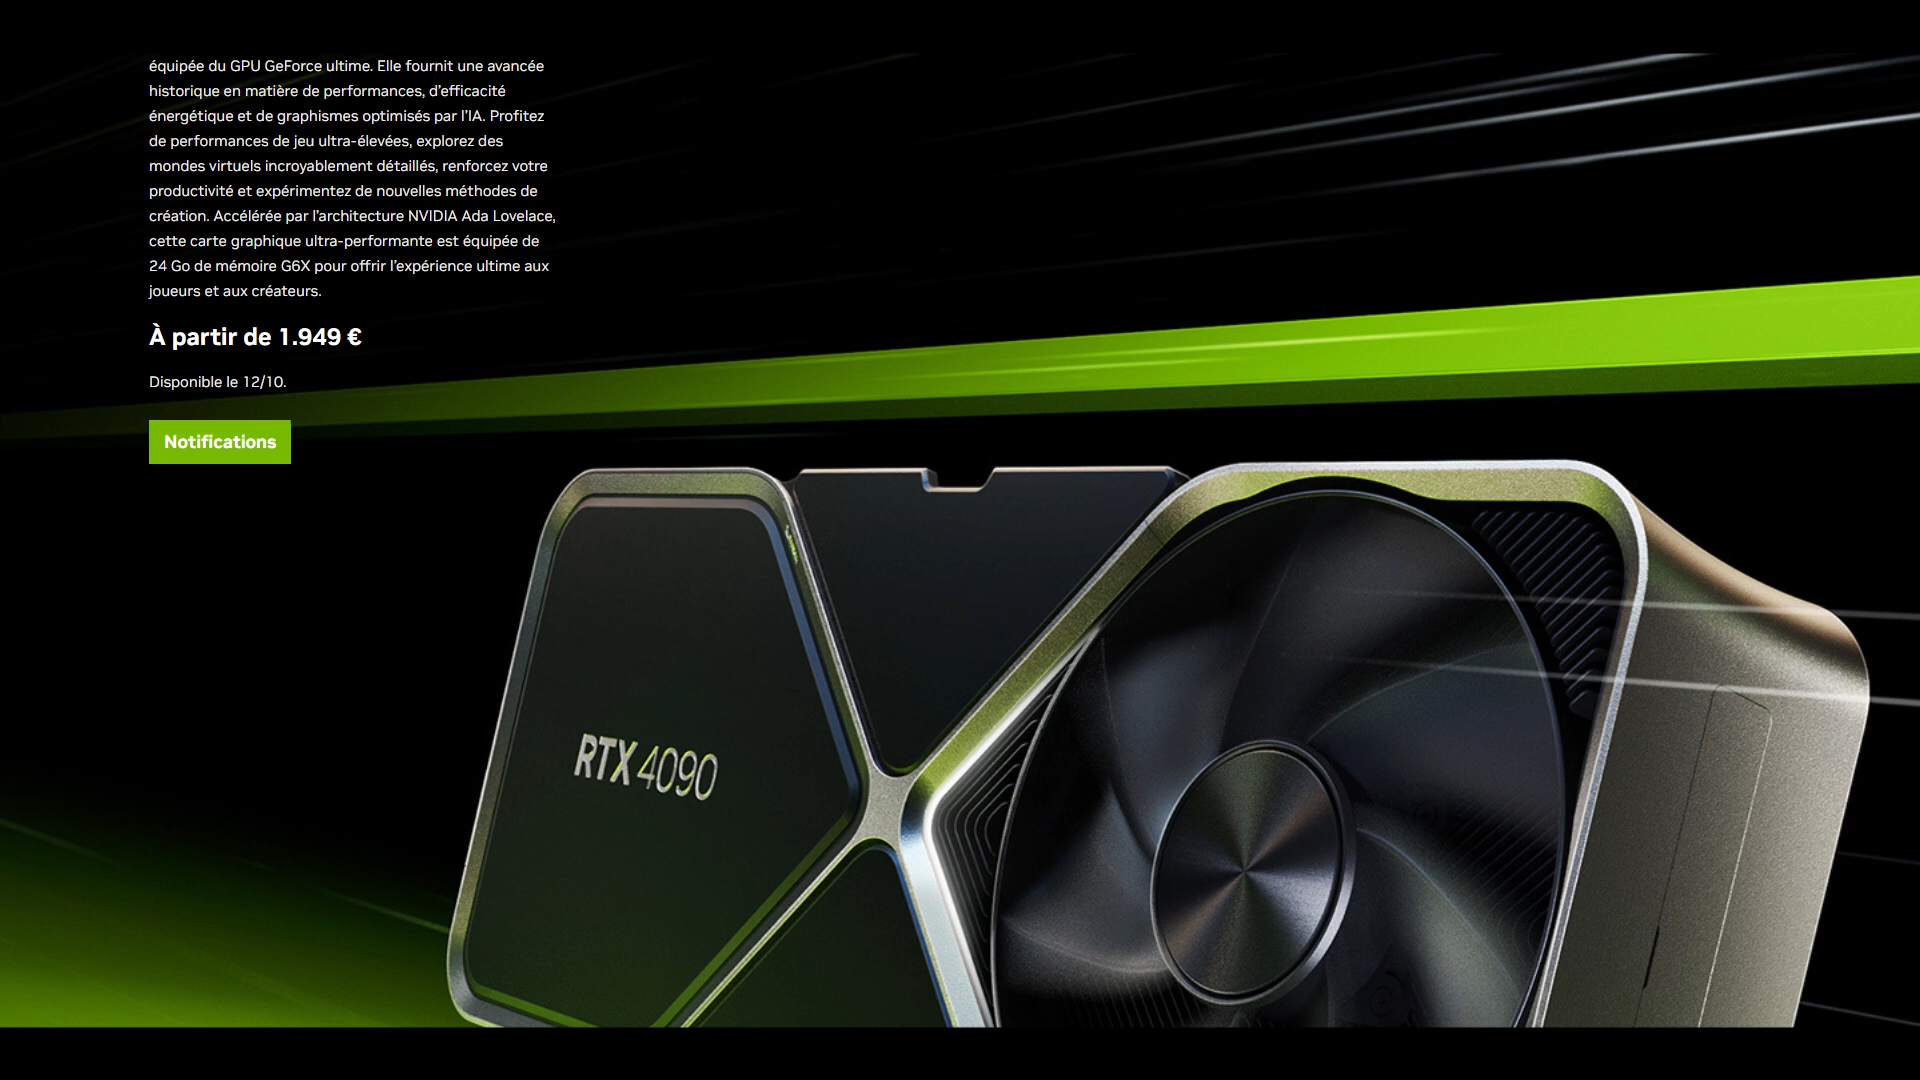 équipée du GPU GeForce ultime. Elle fournit une avancée
historique en matière de performances, d’efficacité
énergétique et de graphismes optimisés par l’IA. Profitez
de performances de jeu ultra-élevées, explorez des
mondes virtuels incroyablement détaillés, renforcez votre
productivité et expérimentez de nouvelles méthodes de
création. Accélérée par l’architecture NVIDIA Ada Lovelace,
cette carte graphique ultra-performante est équipée de
24 Go de mémoire G6X pour offrir l’expérience ultime aux
joueurs et aux créateurs.
À partir de 1.949 €
Disponible le 12/10.
Notifications
RTX 4090